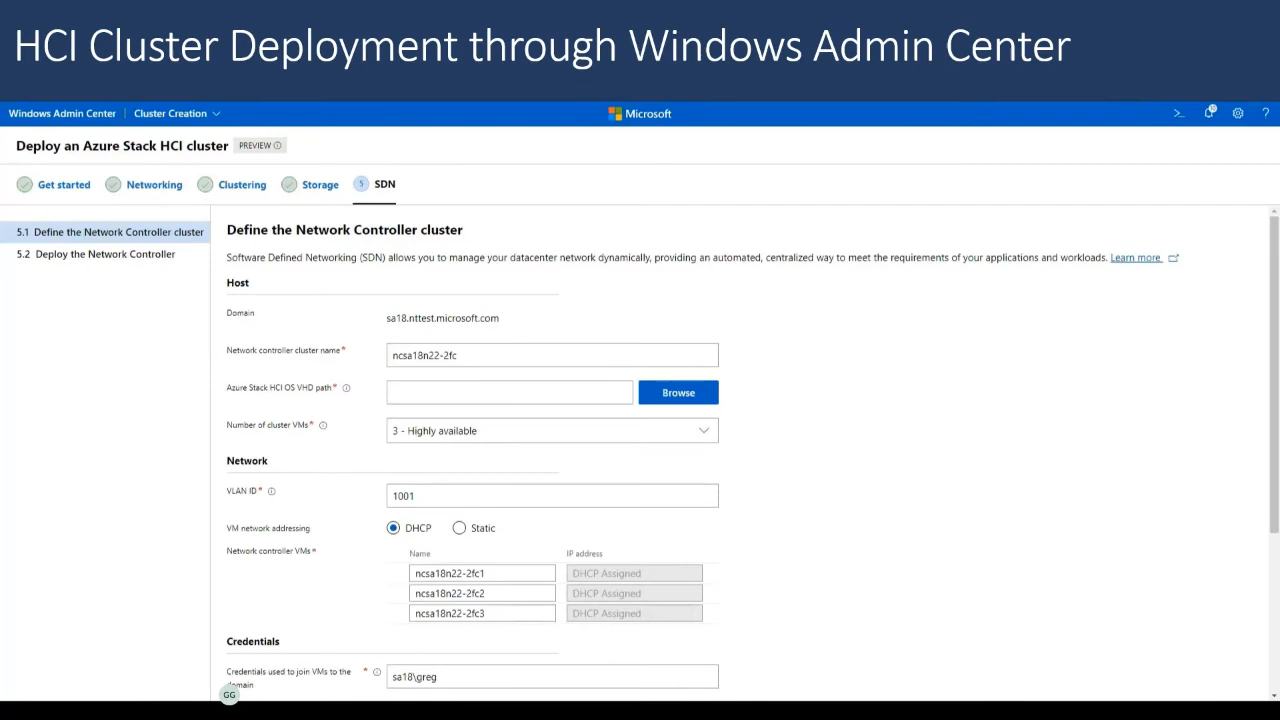 HCI Cluster Deployment through Windows Admin Center
Windows Admin Center | Cluster Creation
Microsoft
10
>_
?
Deploy an Azure Stack HCI cluster PREVIEW
Get started Networking Clustering Storage 5 SDN
5.1 Define the Network Controller cluster
5.2 Deploy the Network Controller
Define the Network Controller cluster
Software Defined Networking (SDN) allows you to manage your datacenter network dynamically, providing an automated, centralized way to meet the requirements of your applications and workloads. Learn more
Host
Domain sa18.nttest.microsoft.com
Network controller cluster name* ncsa18n22-2fc
Azure Stack HCI OS VHD path* Browse
Number of cluster VMs* 3 - Highly available
Network
VLAN ID* 1001
VM network addressing DHCP Static
Network controller VMs* Name IP address
ncsa18n22-2fc1 DHCP Assigned
ncsa18n22-2fc2 DHCP Assigned
ncsa18n22-2fc3 DHCP Assigned
Credentials
Credentials used to join VMs to the * sa18\greg
domain
GG